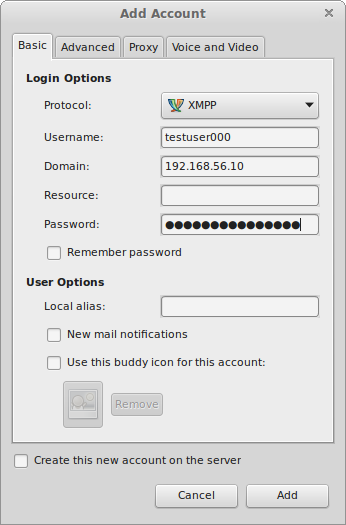 Add Account
Basic Advanced Proxy Voice and Video
Login Options
Protocol: XMPP
Username: testuser000
Domain: 192.168.56.10
Resource:
Password: ●●●●●●●●●●●●●●●
Remember password
User Options
Local alias:
New mail notifications
Use this buddy icon for this account:
Remove
Create this new account on the server
Cancel Add